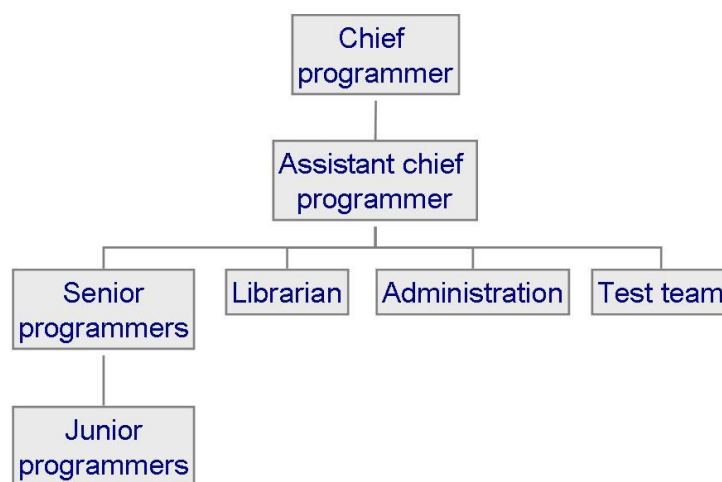 Chief
programmer
Assistant chief
programmer
Senior
programmers
Librarian
Administration
Test team
Junior
programmers